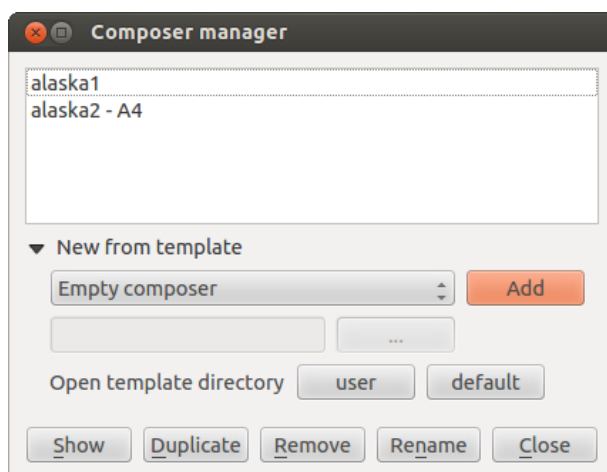 Composer manager
alaska1
alaska2 - A4
New from template
Empty composer Add
...
Open template directory user default
Show Duplicate Remove Rename Close